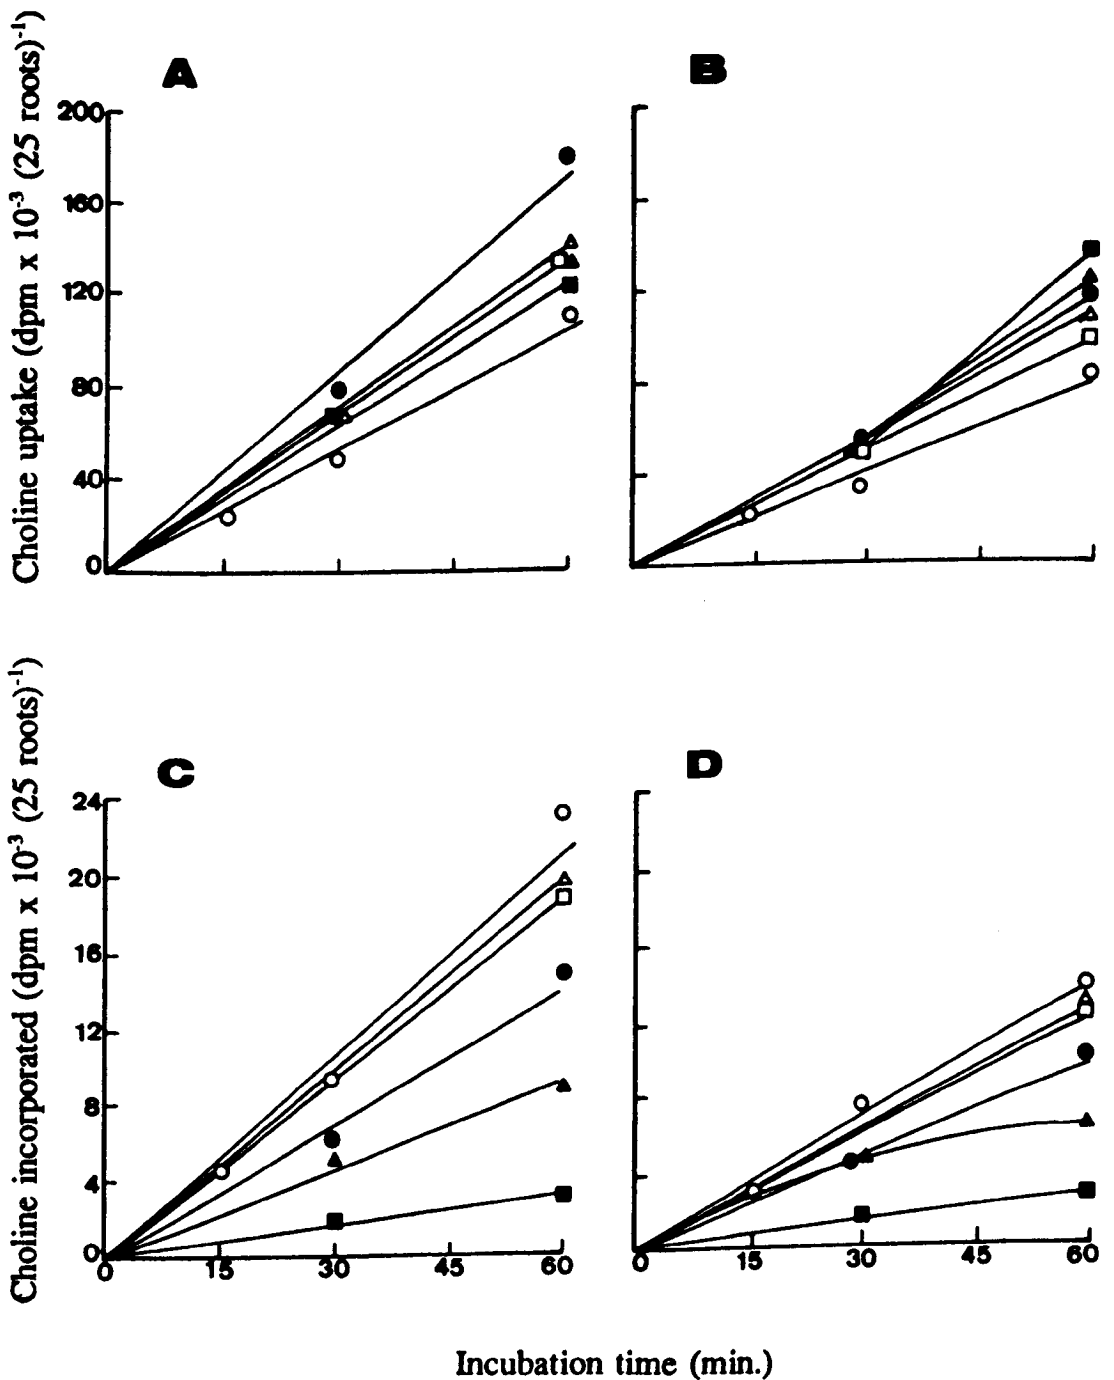 Choline uptake (dpm x 10⁻³ (25 roots)⁻¹)
A
B
200
160
120
80
40
0
Choline incorporated (dpm x 10⁻³ (25 roots)⁻¹)
C
D
24
20
16
12
8
4
0
0 15 30 45 60
0 15 30 45 60
Incubation time (min.)